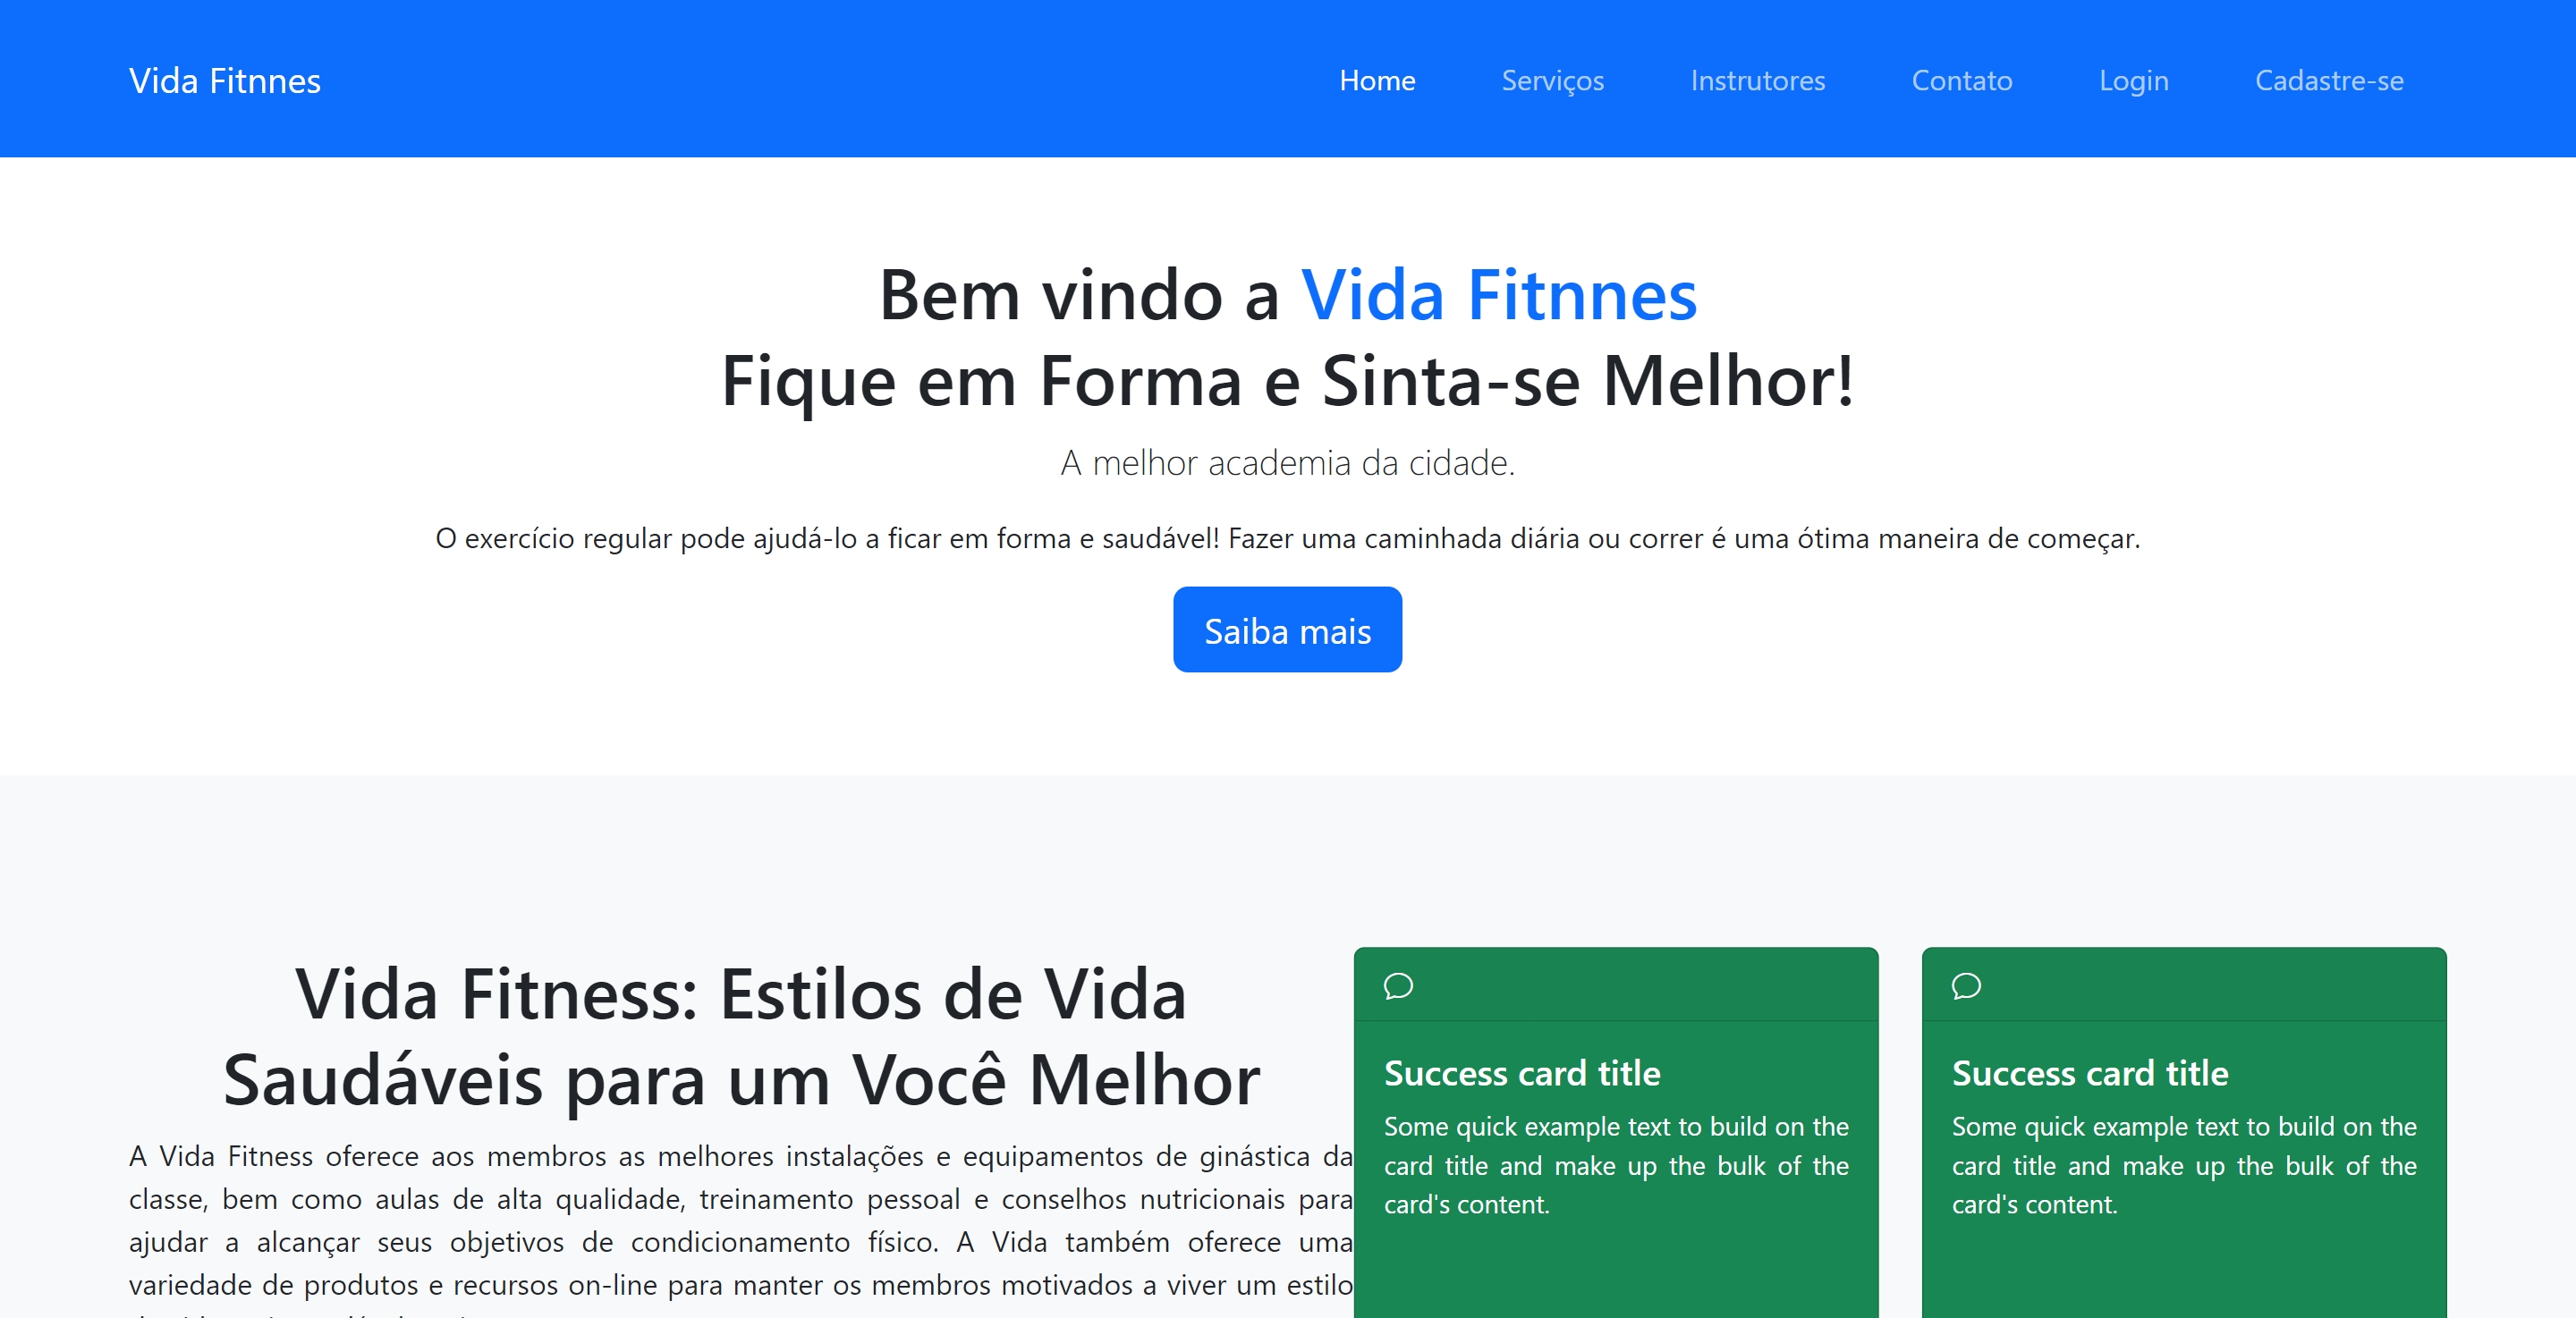 Vida Fitnnes
Home Serviços Instrutores Contato Login Cadastre-se
Bem vindo a Vida Fitnnes
Fique em Forma e Sinta-se Melhor!
A melhor academia da cidade.
O exercício regular pode ajudá-lo a ficar em forma e saudável! Fazer uma caminhada diária ou correr é uma ótima maneira de começar.
Saiba mais
Vida Fitness: Estilos de Vida
Saudáveis para um Você Melhor
A Vida Fitness oferece aos membros as melhores instalações e equipamentos de ginástica da
classe, bem como aulas de alta qualidade, treinamento pessoal e conselhos nutricionais para
ajudar a alcançar seus objetivos de condicionamento físico. A Vida também oferece uma
variedade de produtos e recursos on-line para manter os membros motivados a viver um estilo
Success card title
Some quick example text to build on the
card title and make up the bulk of the
card's content.
Success card title
Some quick example text to build on the
card title and make up the bulk of the
card's content.